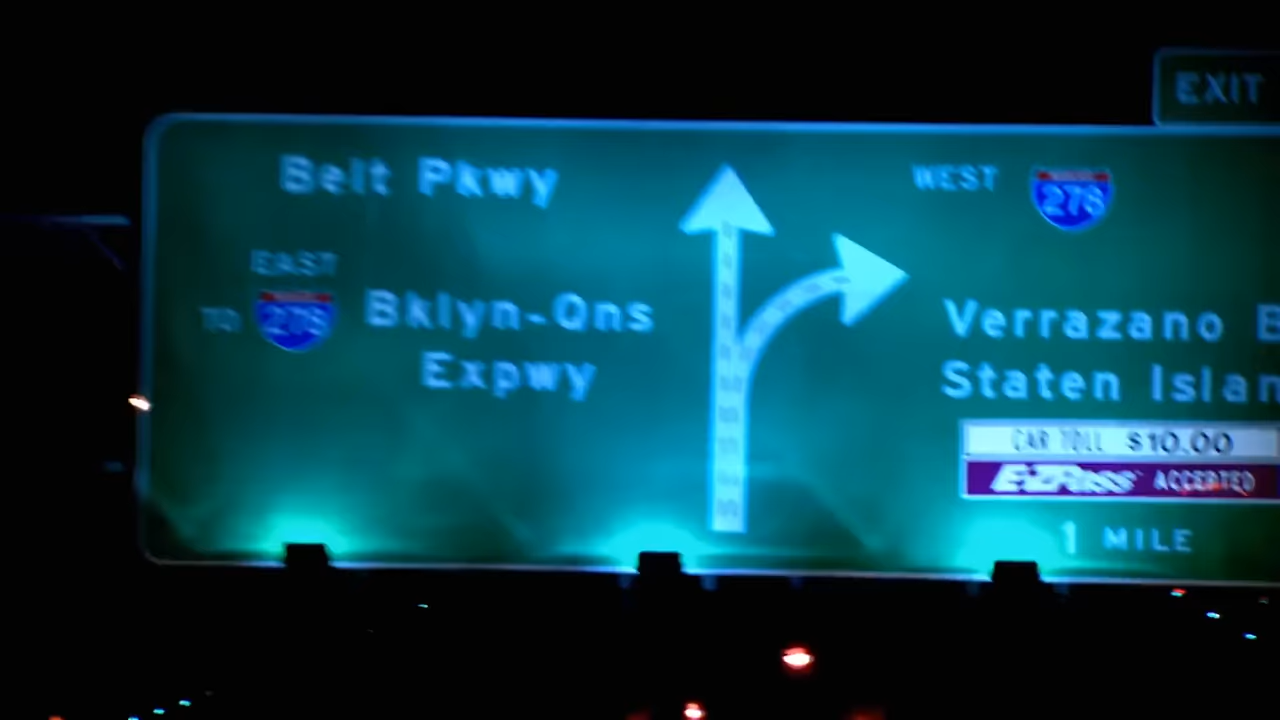 EXIT
Belt Pkwy
EAST
TO 278 Bklyn-Qns
Expwy
WEST 278
Verrazano B
Staten Islan
CAR TOLL $10.00
E-ZPass ACCEPTED
1 MILE